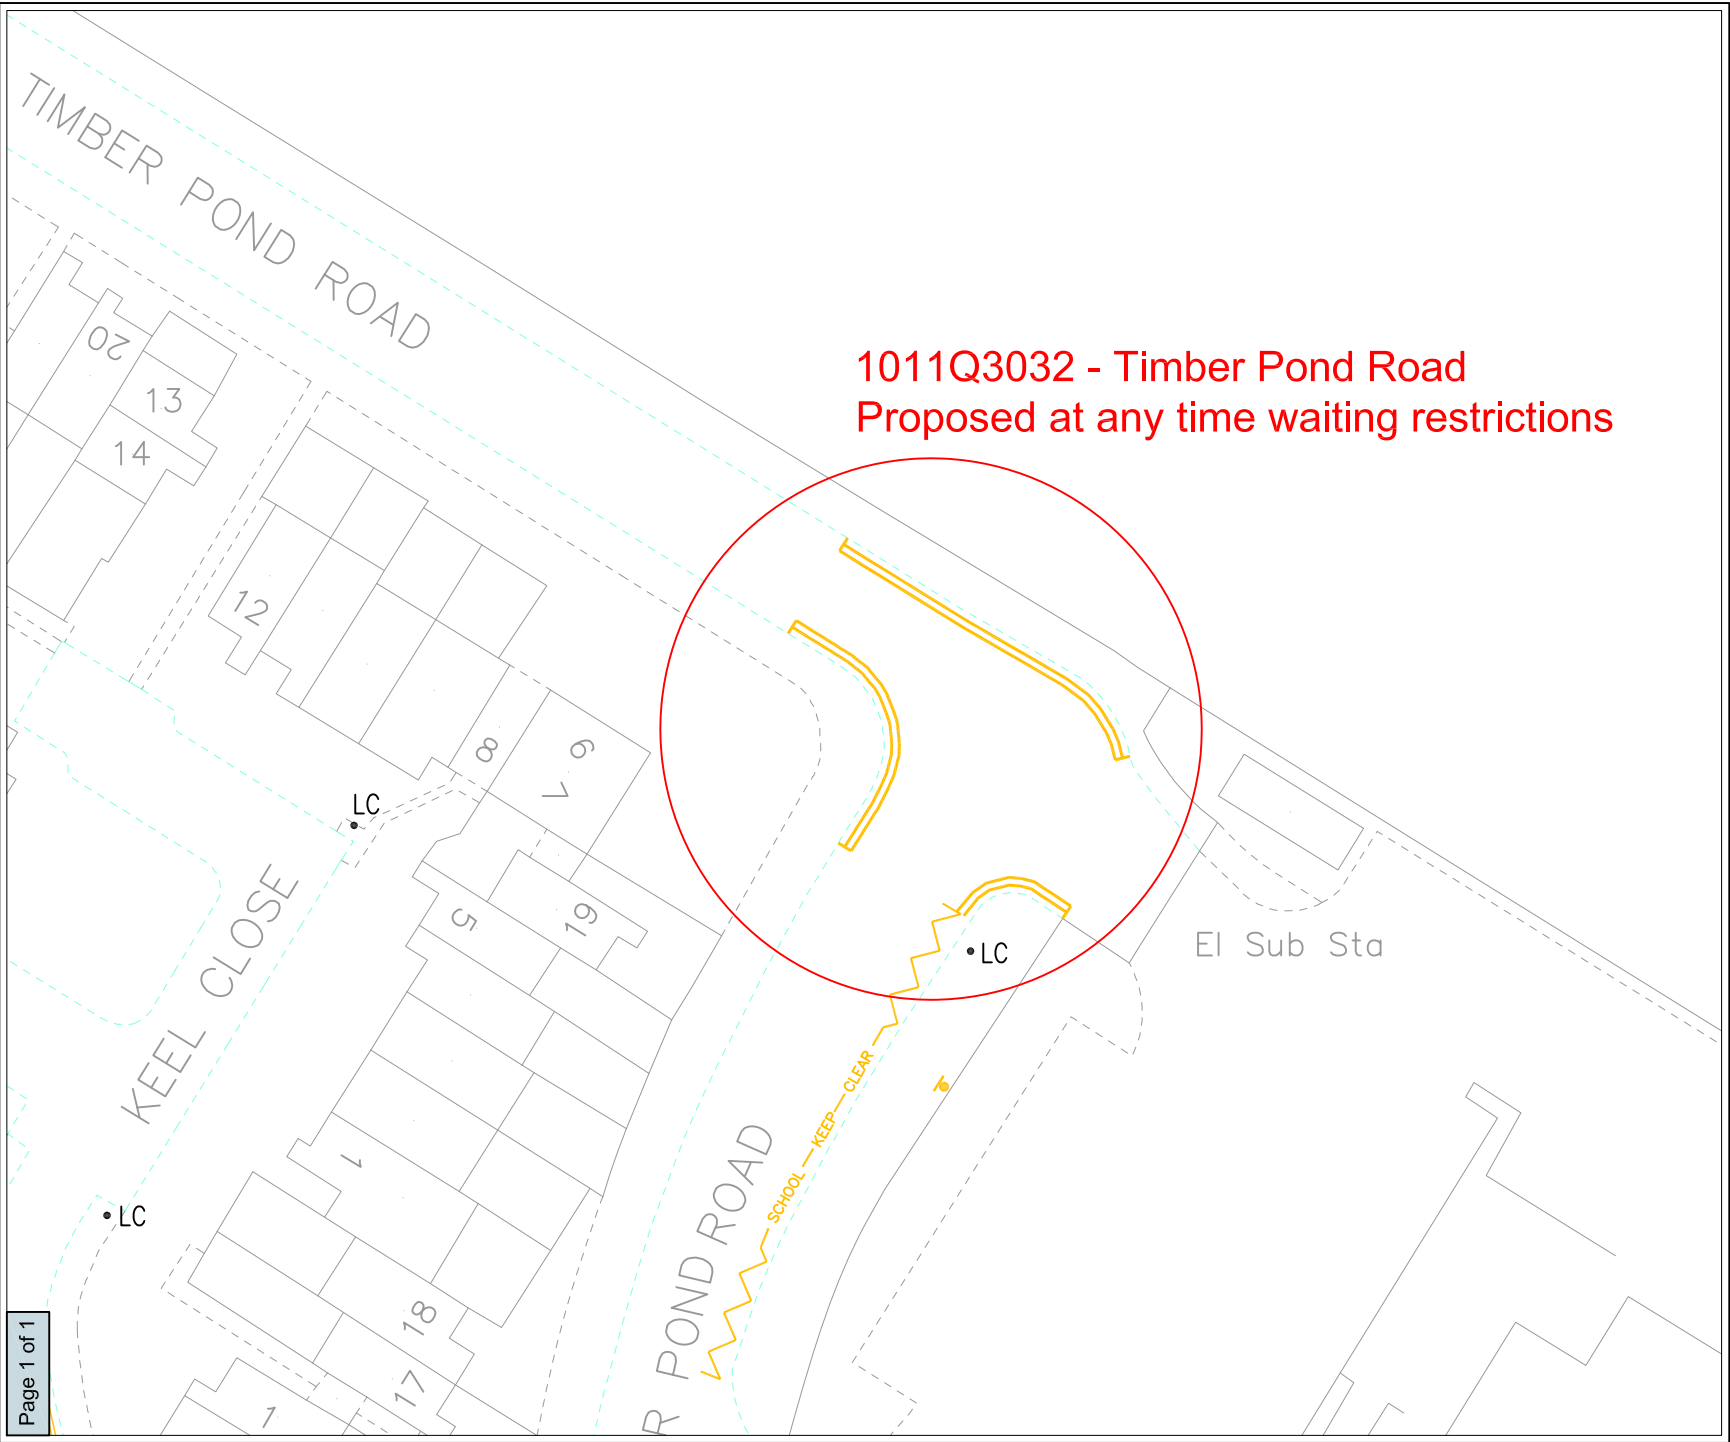 TIMBER POND ROAD
1011Q3032 - Timber Pond Road
Proposed at any time waiting restrictions
20
13
14
12
8
6
7
LC
5
19
LC
El Sub Sta
KEEL CLOSE
SCHOOL KEEP CLEAR
1
R POND ROAD
LC
18
17
1
Page 1 of 1